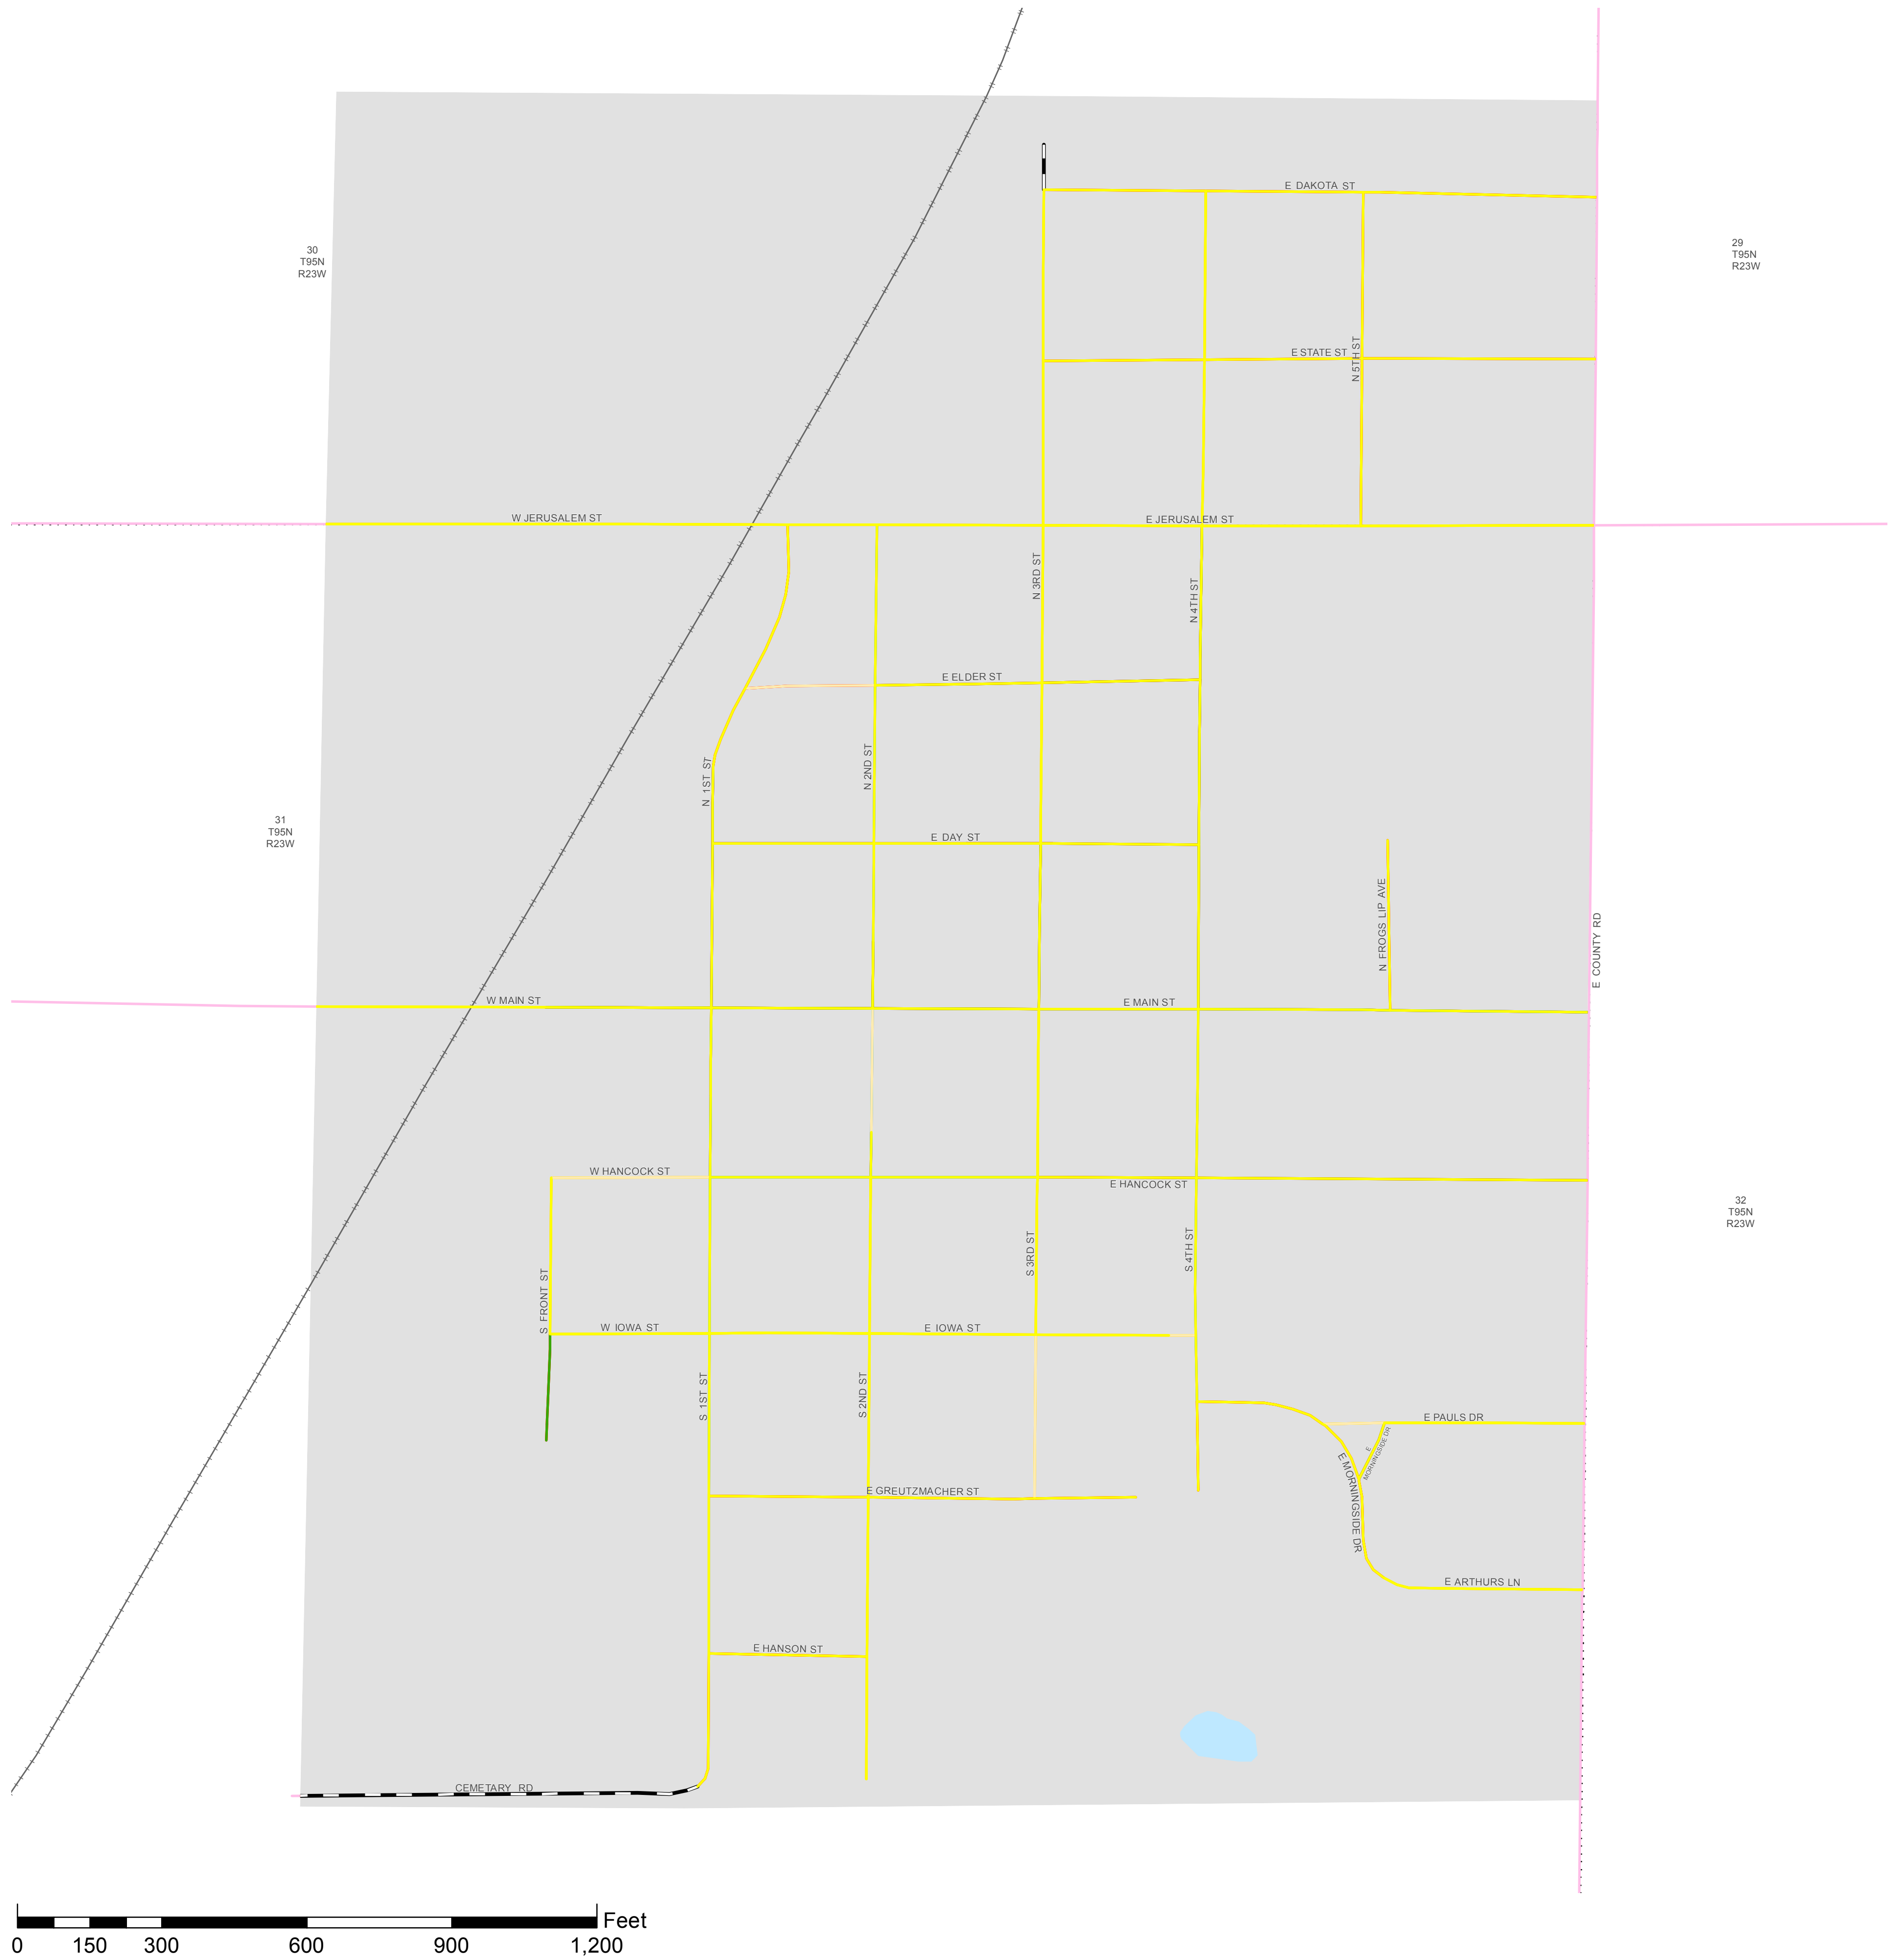 E DAKOTA ST
30
T95N
R23W
29
T95N
R23W
E STATE ST
N 5TH ST
W JERUSALEM ST
E JERUSALEM ST
N 3RD ST
N 4TH ST
E ELDER ST
N 2ND ST
N 1ST ST
31
T95N
R23W
E DAY ST
N FROGS LIP AVE
E COUNTY RD
W MAIN ST
E MAIN ST
W HANCOCK ST
E HANCOCK ST
32
T95N
R23W
S 3RD ST
S 4TH ST
S FRONT ST
W IOWA ST
E IOWA ST
S 1ST ST
S 2ND ST
E PAULS DR
E
MORNINGSIDE DR
E MORNINGSIDE DR
E GREUTZMACHER ST
E ARTHURS LN
E HANSON ST
CEMETARY RD
Feet
0 150 300 600 900 1,200